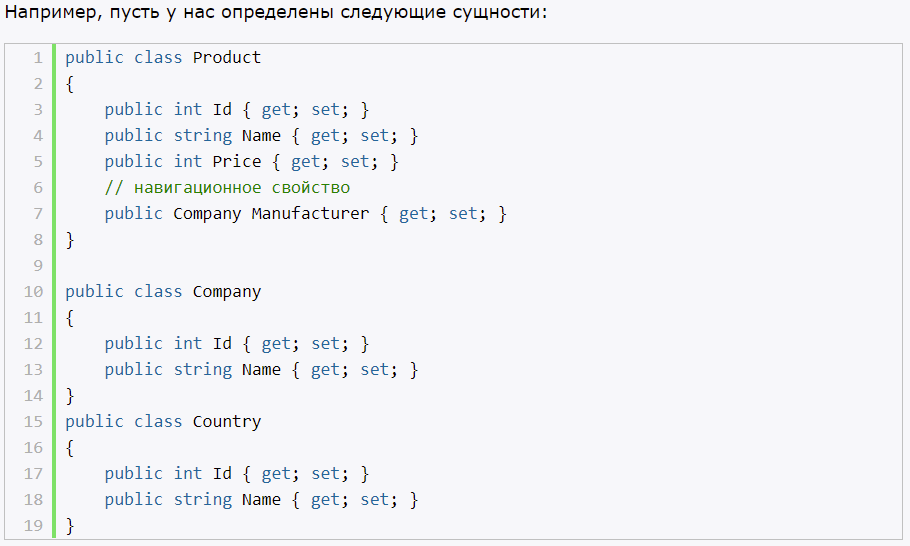 Например, пусть у нас определены следующие сущности:
1 public class Product
2 {
3     public int Id { get; set; }
4     public string Name { get; set; }
5     public int Price { get; set; }
6     // навигационное свойство
7     public Company Manufacturer { get; set; }
8 }
9
10 public class Company
11 {
12     public int Id { get; set; }
13     public string Name { get; set; }
14 }
15 public class Country
16 {
17     public int Id { get; set; }
18     public string Name { get; set; }
19 }